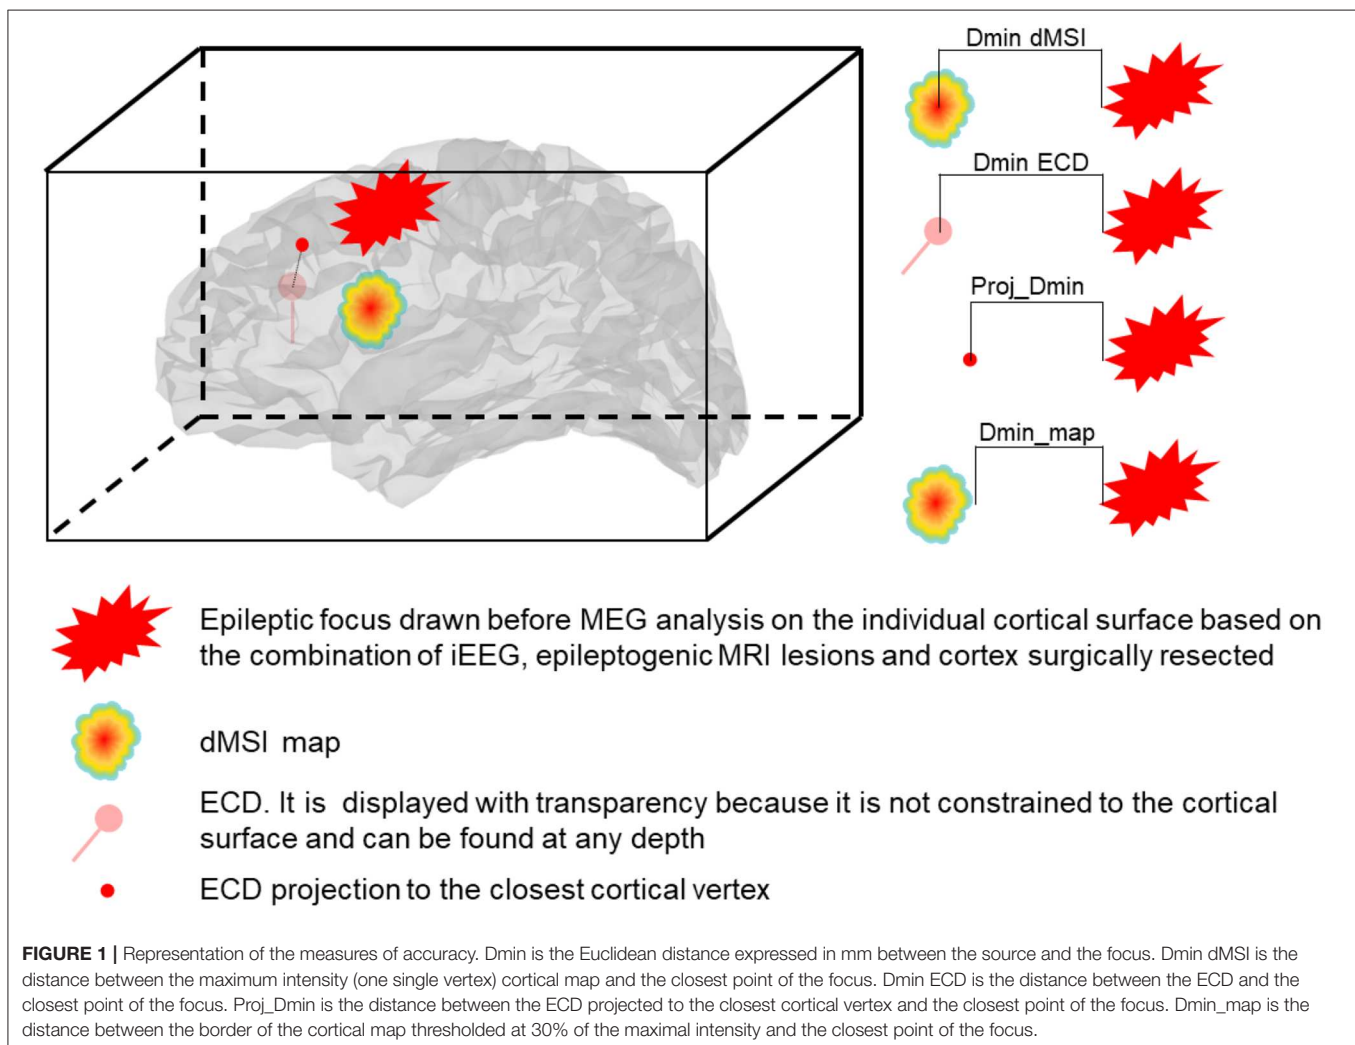 Dmin dMSI
Dmin ECD
Proj_Dmin
Dmin_map
Epileptic focus drawn before MEG analysis on the individual cortical surface based on
the combination of iEEG, epileptogenic MRI lesions and cortex surgically resected
dMSI map
ECD. It is displayed with transparency because it is not constrained to the cortical
surface and can be found at any depth
ECD projection to the closest cortical vertex
FIGURE 1 | Representation of the measures of accuracy. Dmin is the Euclidean distance expressed in mm between the source and the focus. Dmin dMSI is the
distance between the maximum intensity (one single vertex) cortical map and the closest point of the focus. Dmin ECD is the distance between the ECD and the
closest point of the focus. Proj_Dmin is the distance between the ECD projected to the closest cortical vertex and the closest point of the focus. Dmin_map is the
distance between the border of the cortical map thresholded at 30% of the maximal intensity and the closest point of the focus.